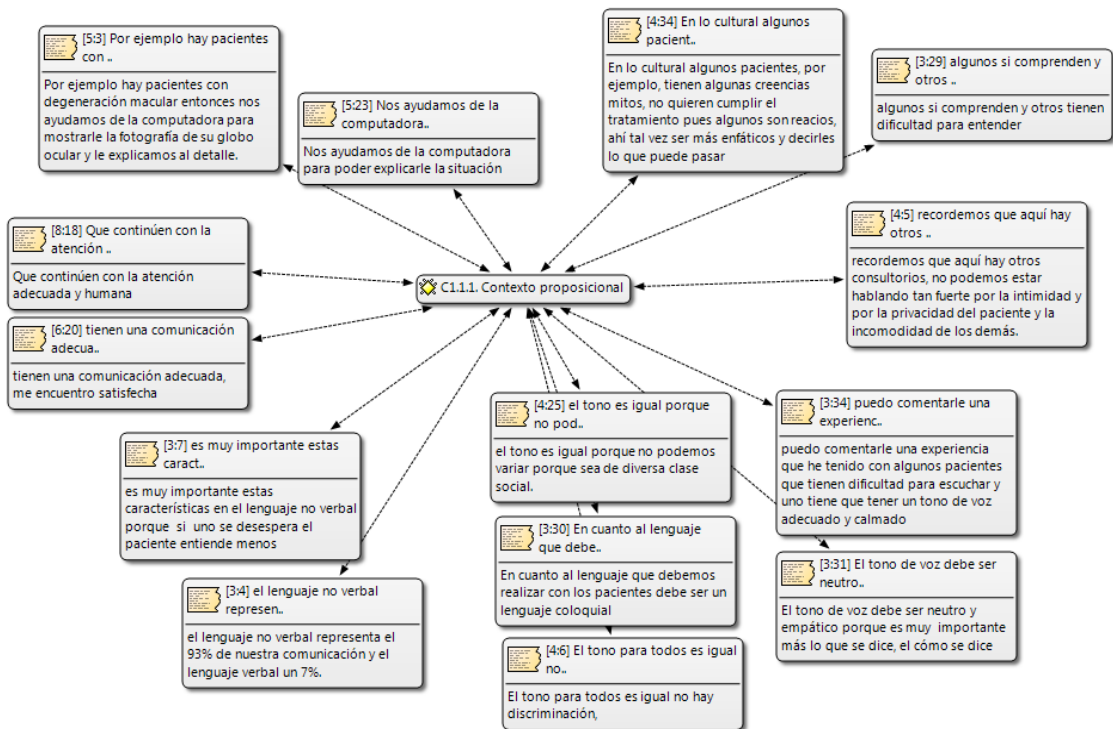 [5:3] Por ejemplo hay pacientes
con ..
Por ejemplo hay pacientes con
degeneración macular entonces nos
ayudamos de la computadora para
mostrarle la fotografía de su globo
ocular y le explicamos al detalle.
[5:23] Nos ayudamos de la
computadora..
Nos ayudamos de la computadora
para poder explicarle la situación
[4:34] En lo cultural algunos
pacient..
En lo cultural algunos pacientes, por
ejemplo, tienen algunas creencias
mitos, no quieren cumplir el
tratamiento pues algunos son reacios,
ahí tal vez ser más enfáticos y decirles
lo que puede pasar
[3:29] algunos si comprenden y
otros ..
algunos si comprenden y otros tienen
dificultad para entender
[8:18] Que continúen con la
atención ..
Que continúen con la atención
adecuada y humana
C1.1.1. Contexto proposicional
[4:5] recordemos que aquí hay
otros ..
recordemos que aquí hay otros
consultorios, no podemos estar
hablando tan fuerte por la intimidad y
por la privacidad del paciente y la
incomodidad de los demás.
[6:20] tienen una comunicación
adecua..
tienen una comunicación adecuada,
me encuentro satisfecha
[3:7] es muy importante estas
caract..
es muy importante estas
características en el lenguaje no verbal
porque si uno se desespera el
paciente entiende menos
[4:25] el tono es igual porque
no pod..
el tono es igual porque no podemos
variar porque sea de diversa clase
social.
[3:34] puedo comentarle una
experienc..
puedo comentarle una experiencia
que he tenido con algunos pacientes
que tienen dificultad para escuchar y
uno tiene que tener un tono de voz
adecuado y calmado
[3:4] el lenguaje no verbal
represen..
el lenguaje no verbal representa el
93% de nuestra comunicación y el
lenguaje verbal un 7%.
[3:30] En cuanto al lenguaje
que debe..
En cuanto al lenguaje que debemos
realizar con los pacientes debe ser un
lenguaje coloquial
[3:31] El tono de voz debe ser
neutro..
El tono de voz debe ser neutro y
empático porque es muy importante
más lo que se dice, el cómo se dice
[4:6] El tono para todos es igual
no..
El tono para todos es igual no hay
discriminación,